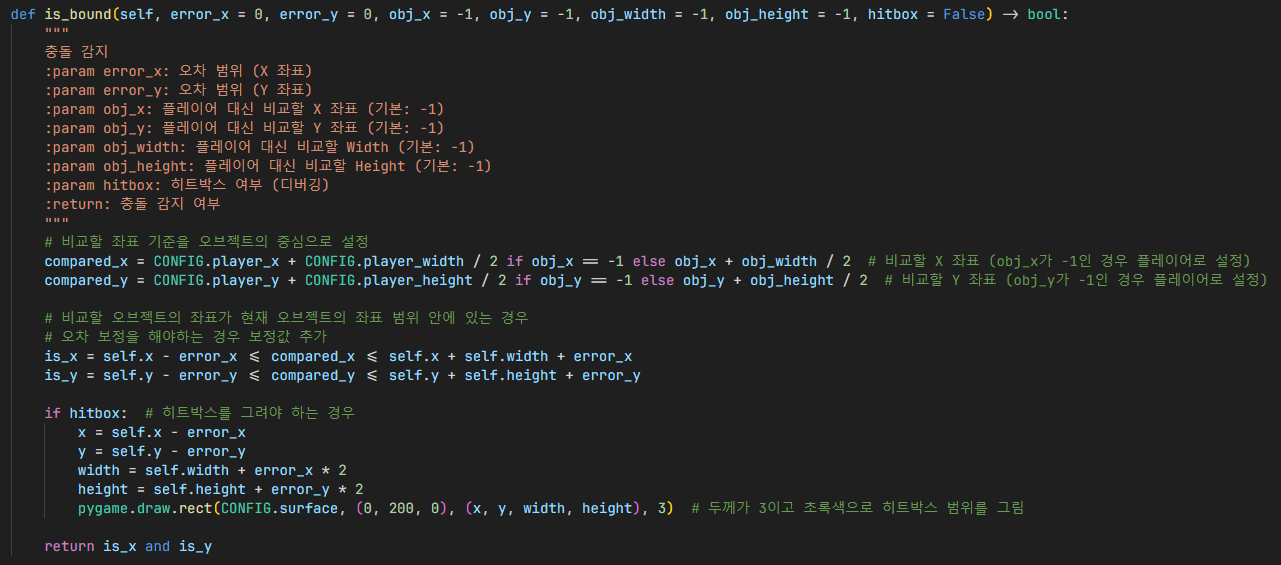 def is_bound(self, error_x = 0, error_y = 0, obj_x = -1, obj_y = -1, obj_width = -1, obj_height = -1, hitbox = False) -> bool:
    """
    충돌 감지
    :param error_x: 오차 범위 (X 좌표)
    :param error_y: 오차 범위 (Y 좌표)
    :param obj_x: 플레이어 대신 비교할 X 좌표 (기본: -1)
    :param obj_y: 플레이어 대신 비교할 Y 좌표 (기본: -1)
    :param obj_width: 플레이어 대신 비교할 Width (기본: -1)
    :param obj_height: 플레이어 대신 비교할 Height (기본: -1)
    :param hitbox: 히트박스 여부 (디버깅)
    :return: 충돌 감지 여부
    """
    # 비교할 좌표 기준을 오브젝트의 중심으로 설정
    compared_x = CONFIG.player_x + CONFIG.player_width / 2 if obj_x == -1 else obj_x + obj_width / 2  # 비교할 X 좌표 (obj_x가 -1인 경우 플레이어로 설정)
    compared_y = CONFIG.player_y + CONFIG.player_height / 2 if obj_y == -1 else obj_y + obj_height / 2  # 비교할 Y 좌표 (obj_y가 -1인 경우 플레이어로 설정)

    # 비교할 오브젝트의 좌표가 현재 오브젝트의 좌표 범위 안에 있는 경우
    # 오차 보정을 해야하는 경우 보정값 추가
    is_x = self.x - error_x <= compared_x <= self.x + self.width + error_x
    is_y = self.y - error_y <= compared_y <= self.y + self.height + error_y

    if hitbox:  # 히트박스를 그려야 하는 경우
        x = self.x - error_x
        y = self.y - error_y
        width = self.width + error_x * 2
        height = self.height + error_y * 2
        pygame.draw.rect(CONFIG.surface, (0, 200, 0), (x, y, width, height), 3)  # 두께가 3이고 초록색으로 히트박스 범위를 그림

    return is_x and is_y